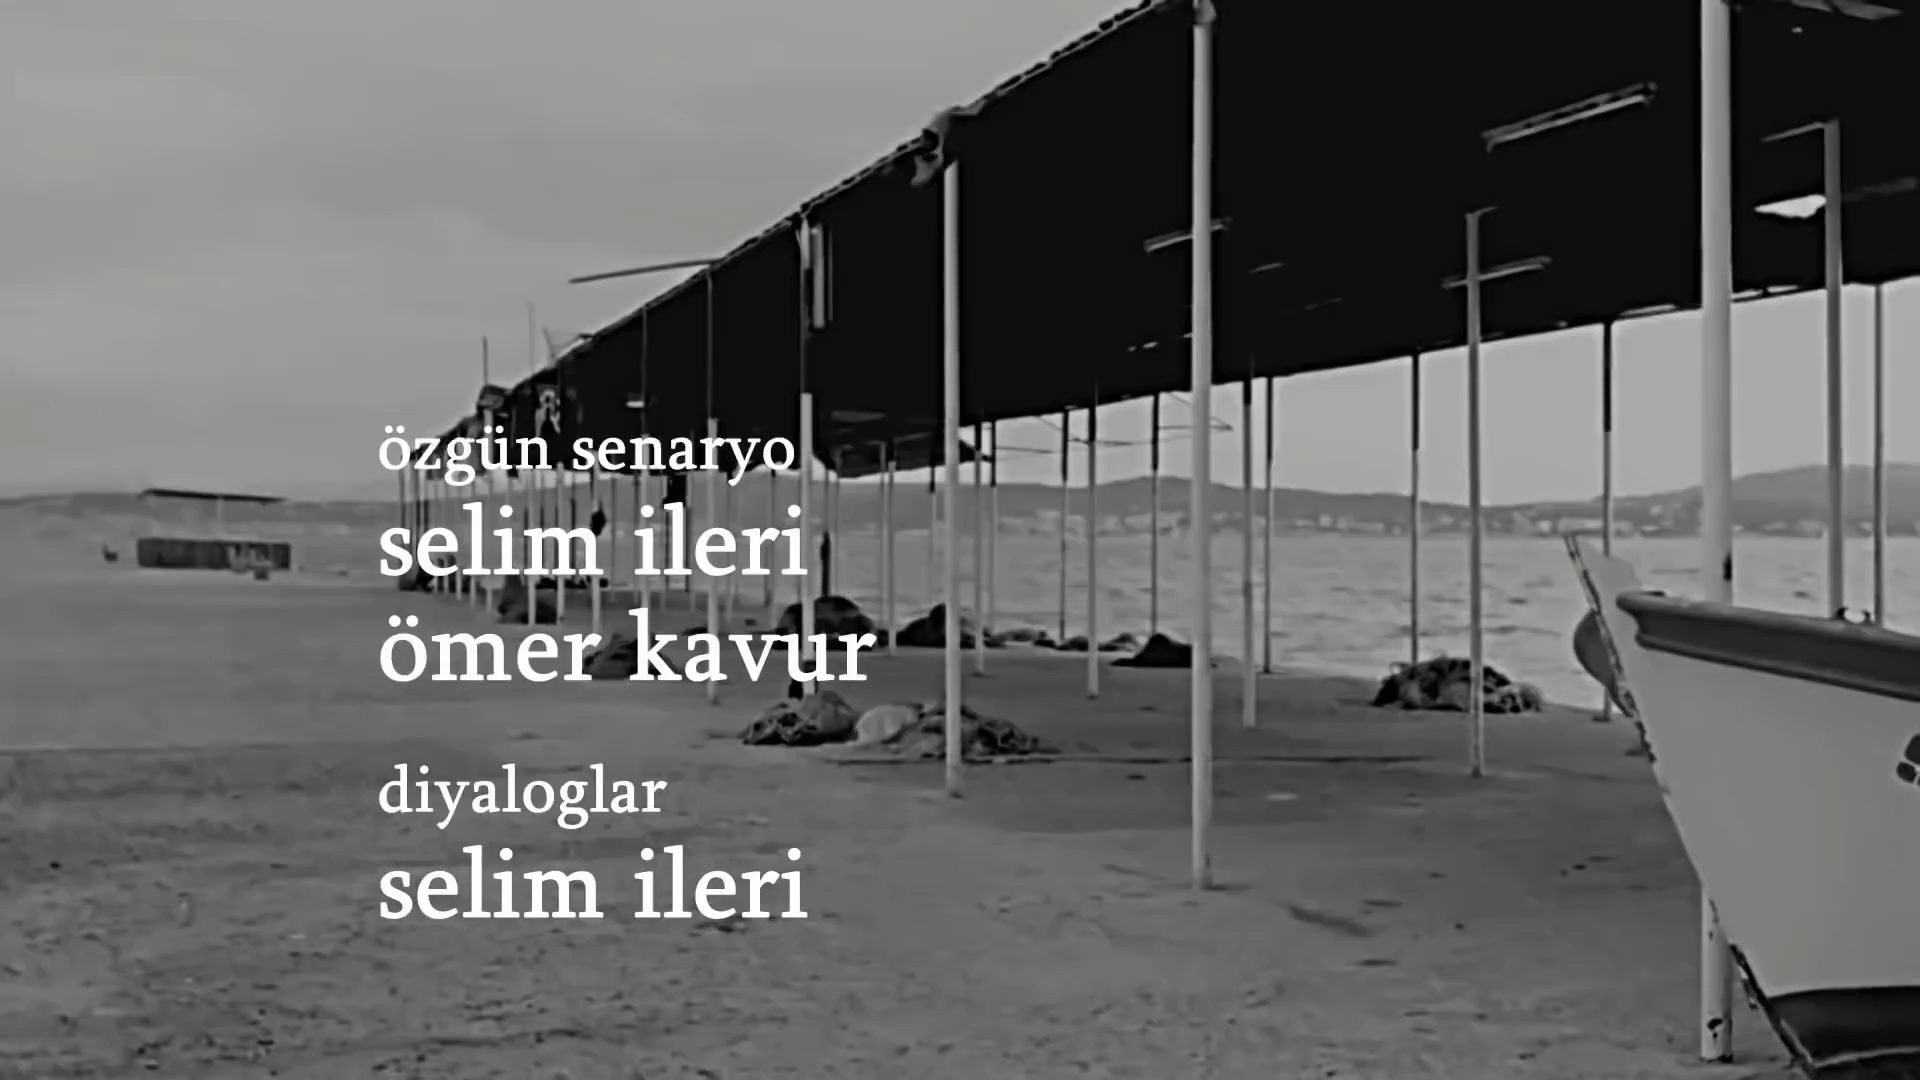 özgün senaryo
selim ileri
ömer kavur
diyaloglar
selim ileri